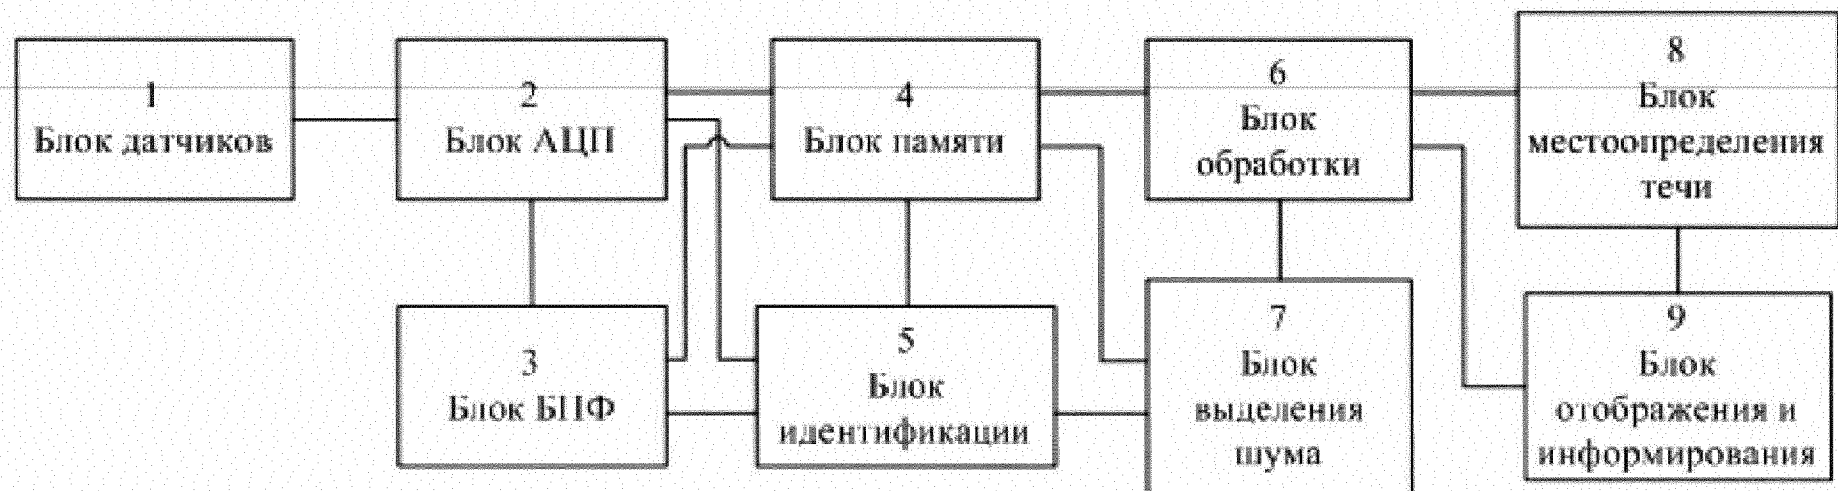 1
Блок датчиков
2
Блок АЦП
3
Блок БПФ
4
Блок памяти
5
Блок
идентификации
6
Блок
обработки
7
Блок
выделения
шума
8
Блок
местоопределения
течи
9
Блок
отображения и
информирования